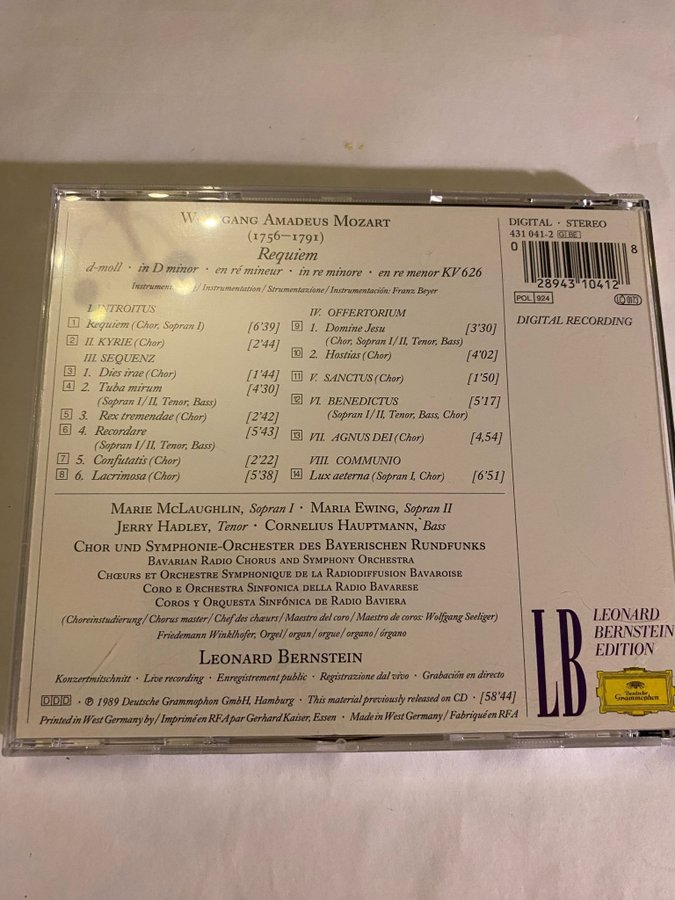 Wolfgang Amadeus Mozart
(1756–1791)
Requiem
d-moll · in D minor · en ré mineur · in re minore · en re menor KV 626
Instrumentation / Strumentazione / Instrumentación: Franz Beyer
I. INTROITUS
1 Requiem (Chor, Sopran I) [6'39]
2 II. KYRIE (Chor) [2'44]
III. SEQUENZ
3 1. Dies irae (Chor) [1'44]
4 2. Tuba mirum [4'30]
(Sopran I/II, Tenor, Bass)
5 3. Rex tremendae (Chor) [2'42]
6 4. Recordare [5'43]
(Sopran I/II, Tenor, Bass)
7 5. Confutatis (Chor) [2'22]
8 6. Lacrimosa (Chor) [5'38]
IV. OFFERTORIUM
9 1. Domine Jesu [3'30]
(Chor, Sopran I/II, Tenor, Bass)
10 2. Hostias (Chor) [4'02]
11 V. SANCTUS (Chor) [1'50]
12 VI. BENEDICTUS [5'17]
(Sopran I/II, Tenor, Bass, Chor)
13 VII. AGNUS DEI (Chor) [4,54]
VIII. COMMUNIO
14 Lux aeterna (Sopran I, Chor) [6'51]
Marie McLaughlin, Sopran I · Maria Ewing, Sopran II
Jerry Hadley, Tenor · Cornelius Hauptmann, Bass
Chor und Symphonie-Orchester des Bayerischen Rundfunks
Bavarian Radio Chorus and Symphony Orchestra
Chœurs et Orchestre Symphonique de la Radiodiffusion Bavaroise
Coro e Orchestra Sinfonica della Radio Bavarese
Coros y Orquesta Sinfónica de Radio Baviera
(Choreinstudierung / Chorus master / Chef des chœurs / Maestro del coro / Maestro de coros: Wolfgang Seeliger)
Friedemann Winklhofer, Orgel / organ / orgue / organo / órgano
Leonard Bernstein
Konzertmitschnitt · Live recording · Enregistrement public · Registrazione dal vivo · Grabación en directo
DDD · ℗ 1989 Deutsche Grammophon GmbH, Hamburg · This material previously released on CD · [58'44]
Printed in West Germany by / Imprimé en RFA par Gerhard Kaiser, Essen · Made in West Germany / Fabriqué en RFA
DIGITAL · STEREO
431 041-2 GI BE
0 28943 10412 8
POL 924
DIGITAL RECORDING
LB
LEONARD
BERNSTEIN
EDITION
Deutsche
Grammophon